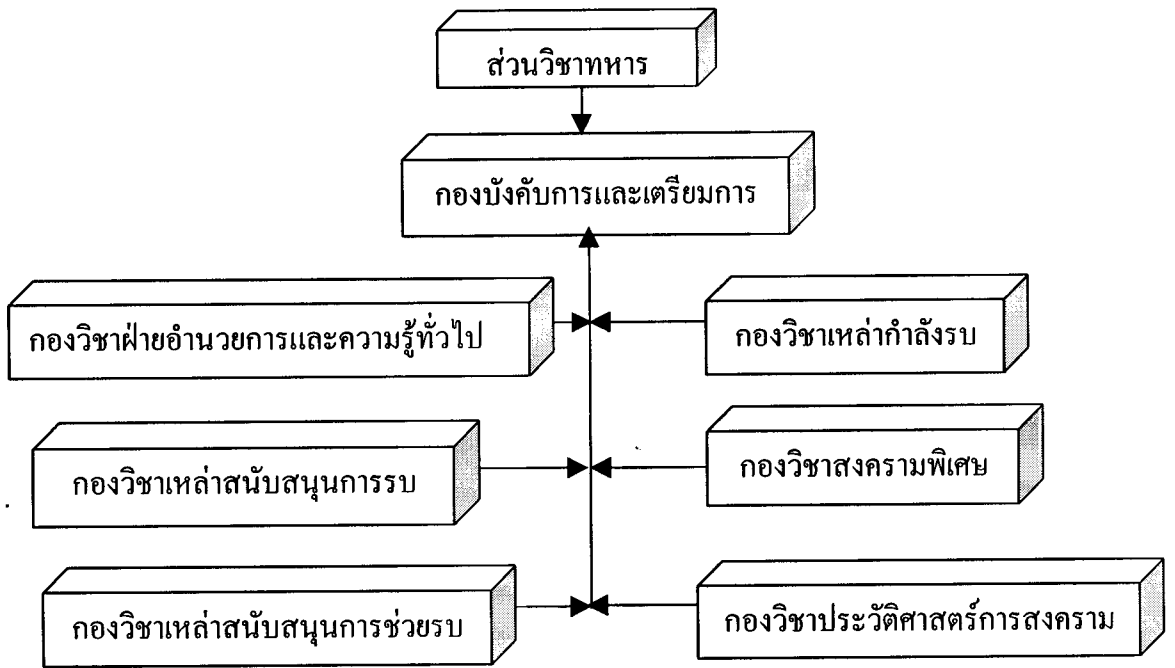 ส่วนวิชาทหาร
กองบังคับการและเตรียมการ
กองวิชาฝ่ายอำนวยการและความรู้ทั่วไป
กองวิชาเหล่ากำลังรบ
กองวิชาเหล่าสนับสนุนการรบ
กองวิชาสงครามพิเศษ
กองวิชาเหล่าสนับสนุนการช่วยรบ
กองวิชาประวัติศาสตร์การสงคราม